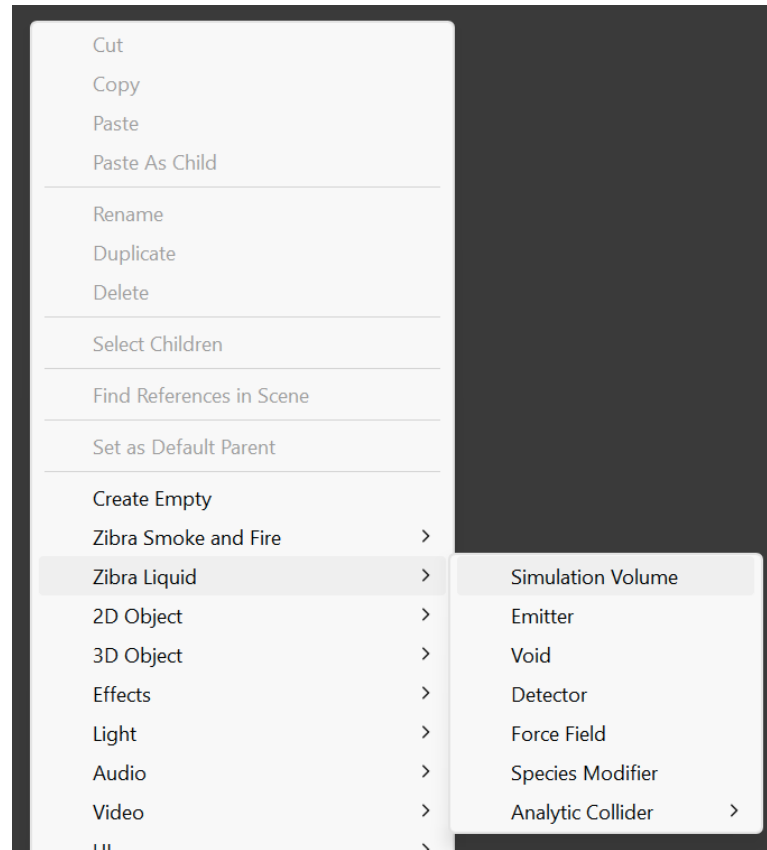 Cut
Copy
Paste
Paste As Child
Rename
Duplicate
Delete
Select Children
Find References in Scene
Set as Default Parent
Create Empty
Zibra Smoke and Fire
Zibra Liquid
2D Object
3D Object
Effects
Light
Audio
Video
Simulation Volume
Emitter
Void
Detector
Force Field
Species Modifier
Analytic Collider